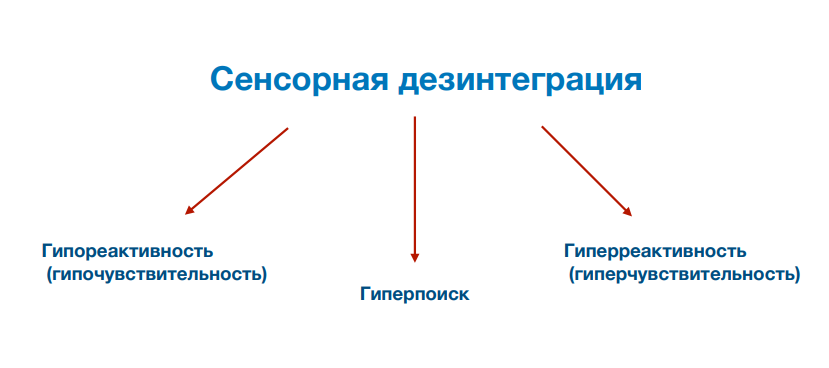 Сенсорная дезинтеграция
Гипореактивность
(гипочувствительность)
Гиперпоиск
Гиперреактивность
(гиперчувствительность)